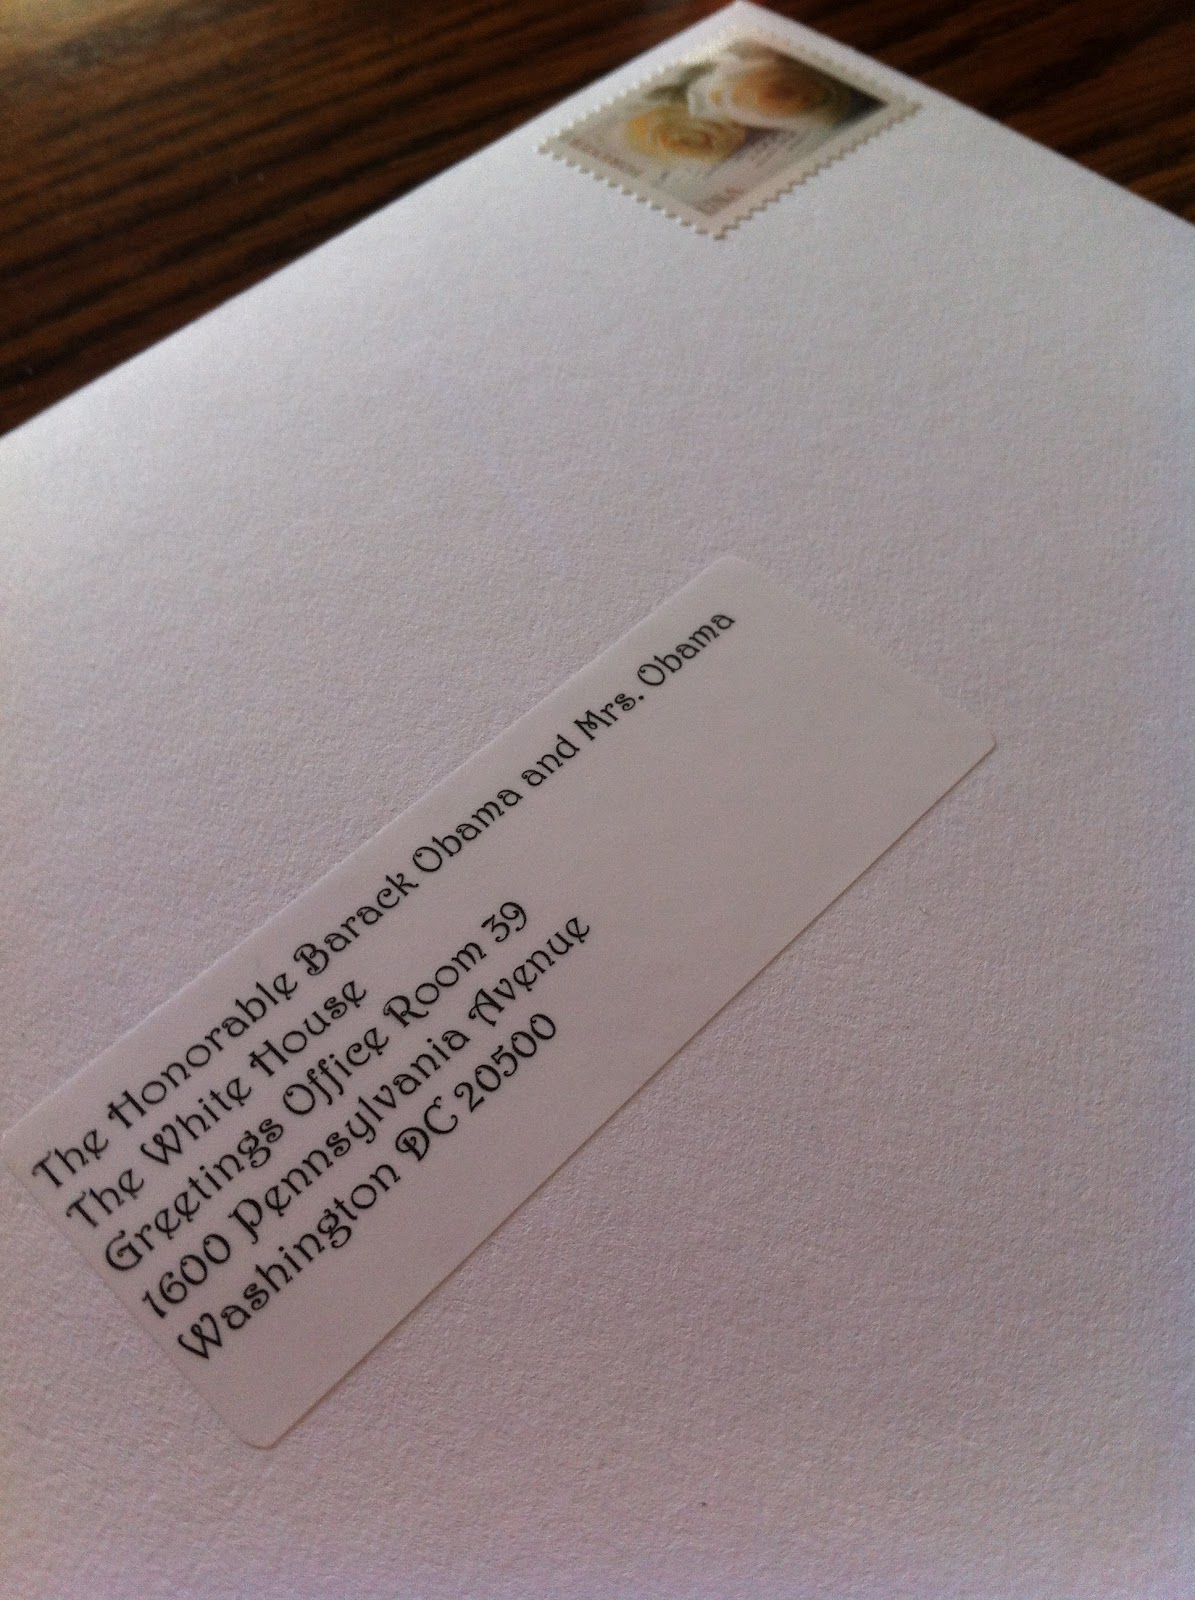 The Honorable Barack Obama and Mrs. Obama
The White House
Greetings Office Room 39
1600 Pennsylvania Avenue
Washington DC 20500